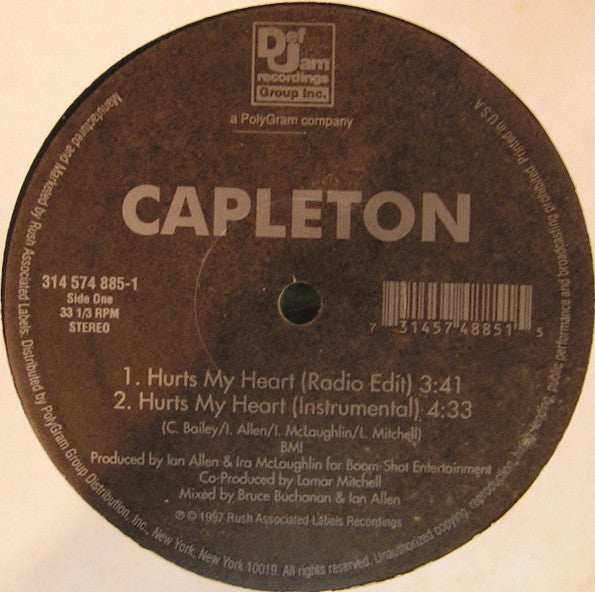 Def
Jam
recordings
Group Inc.
a PolyGram company
CAPLETON
314 574 885-1
Side One
33 1/3 RPM
STEREO
7 31457 48851 5
1. Hurts My Heart (Radio Edit) 3:41
2. Hurts My Heart (Instrumental) 4:33
(C. Bailey/I. Allen/I. McLaughlin/L. Mitchell)
BMI
Produced by Ian Allen & Ira McLaughlin for Boom-Shot Entertainment
Co-Produced by Lamar Mitchell
Mixed by Bruce Buchanan & Ian Allen
℗ © 1997 Rush Associated Labels Recordings
Manufactured and Marketed by Rush Associated Labels. Distributed by PolyGram Group Distribution, Inc., New York, New York 10019. All rights reserved. Unauthorized copying, reproduction, hiring, lending, public performance and broadcasting prohibited. Printed in U.S.A.